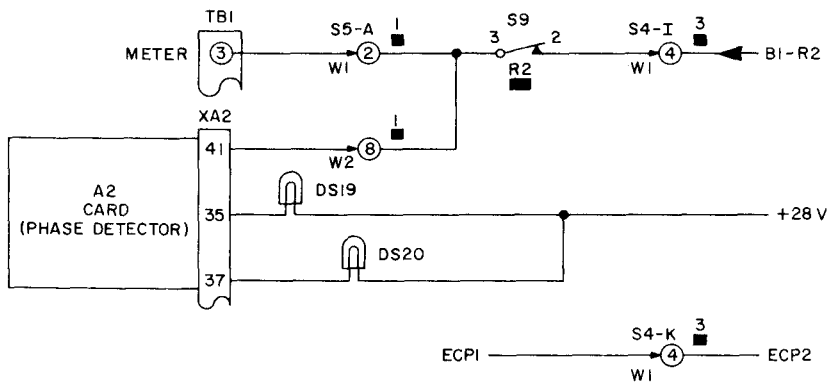 TB1
METER
3
S5-A
1
2
W1
S9
3
2
R2
S4-I
3
4
W1
B1-R2
XA2
41
1
8
W2
A2
CARD
(PHASE DETECTOR)
35
DS19
+28V
37
DS20
S4-K
3
ECP1
4
ECP2
W1